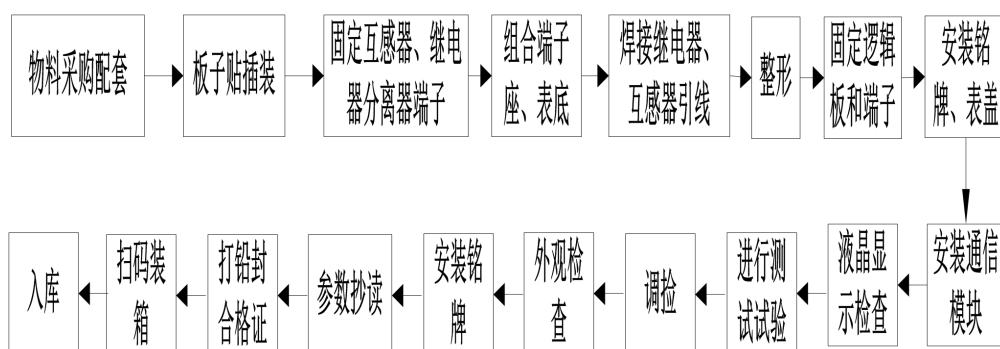 物料采购配套
板子贴插装
固定互感器、继电
器分离器端子
组合端子
座、表底
焊接继电器、
互感器引线
整形
固定逻辑
板和端子
安装铭
牌、表盖
安装通信
模块
液晶显
示检查
进行测
试试验
调检
外观检
查
安装铭
牌
参数抄读
打铅封
合格证
扫码装
箱
入库